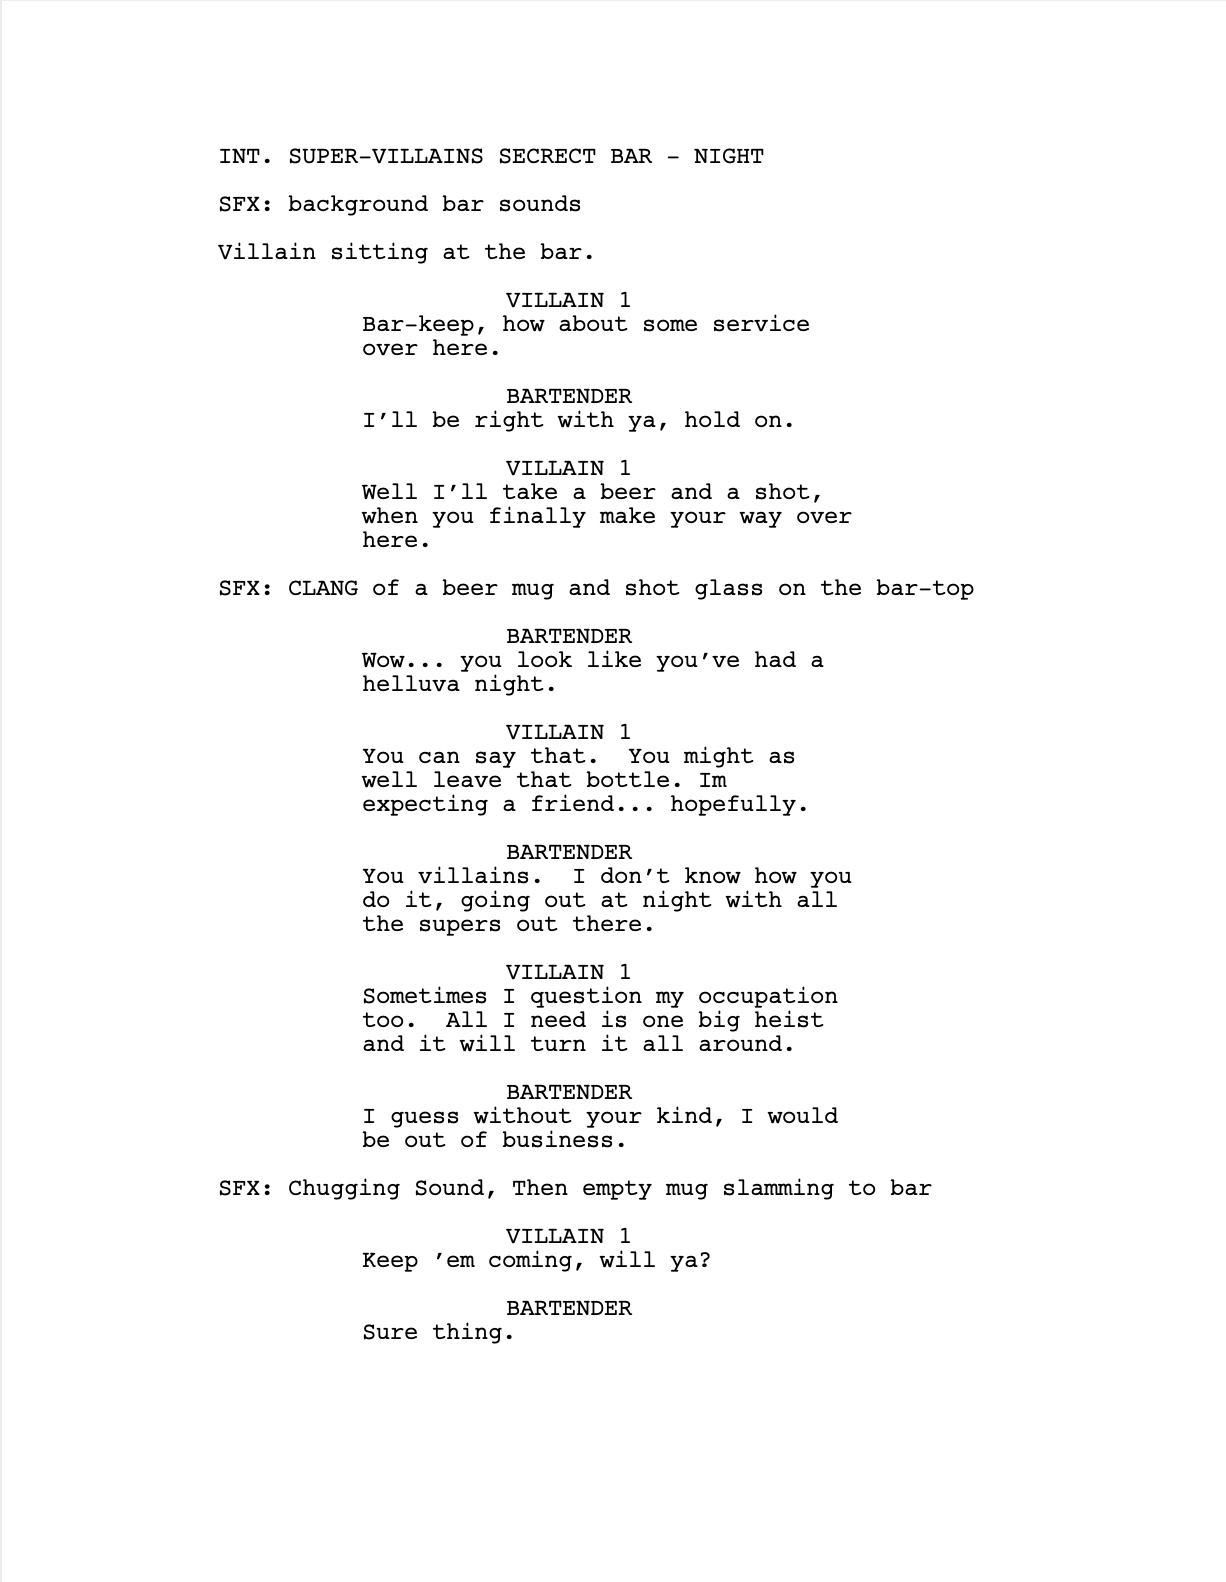 INT. SUPER-VILLAINS SECRECT BAR - NIGHT
SFX: background bar sounds
Villain sitting at the bar.
VILLAIN 1
Bar-keep, how about some service
over here.
BARTENDER
I'll be right with ya, hold on.
VILLAIN 1
Well I'll take a beer and a shot,
when you finally make your way over
here.
SFX: CLANG of a beer mug and shot glass on the bar-top
BARTENDER
Wow... you look like you've had a
helluva night.
VILLAIN 1
You can say that.  You might as
well leave that bottle. Im
expecting a friend... hopefully.
BARTENDER
You villains.  I don't know how you
do it, going out at night with all
the supers out there.
VILLAIN 1
Sometimes I question my occupation
too.  All I need is one big heist
and it will turn it all around.
BARTENDER
I guess without your kind, I would
be out of business.
SFX: Chugging Sound, Then empty mug slamming to bar
VILLAIN 1
Keep 'em coming, will ya?
BARTENDER
Sure thing.